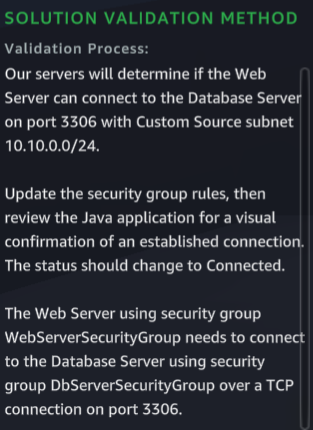 SOLUTION VALIDATION METHOD
Validation Process:
Our servers will determine if the Web
Server can connect to the Database Server
on port 3306 with Custom Source subnet
10.10.0.0/24.
Update the security group rules, then
review the Java application for a visual
confirmation of an established connection.
The status should change to Connected.
The Web Server using security group
WebServerSecurityGroup needs to connect
to the Database Server using security
group DbServerSecurityGroup over a TCP
connection on port 3306.